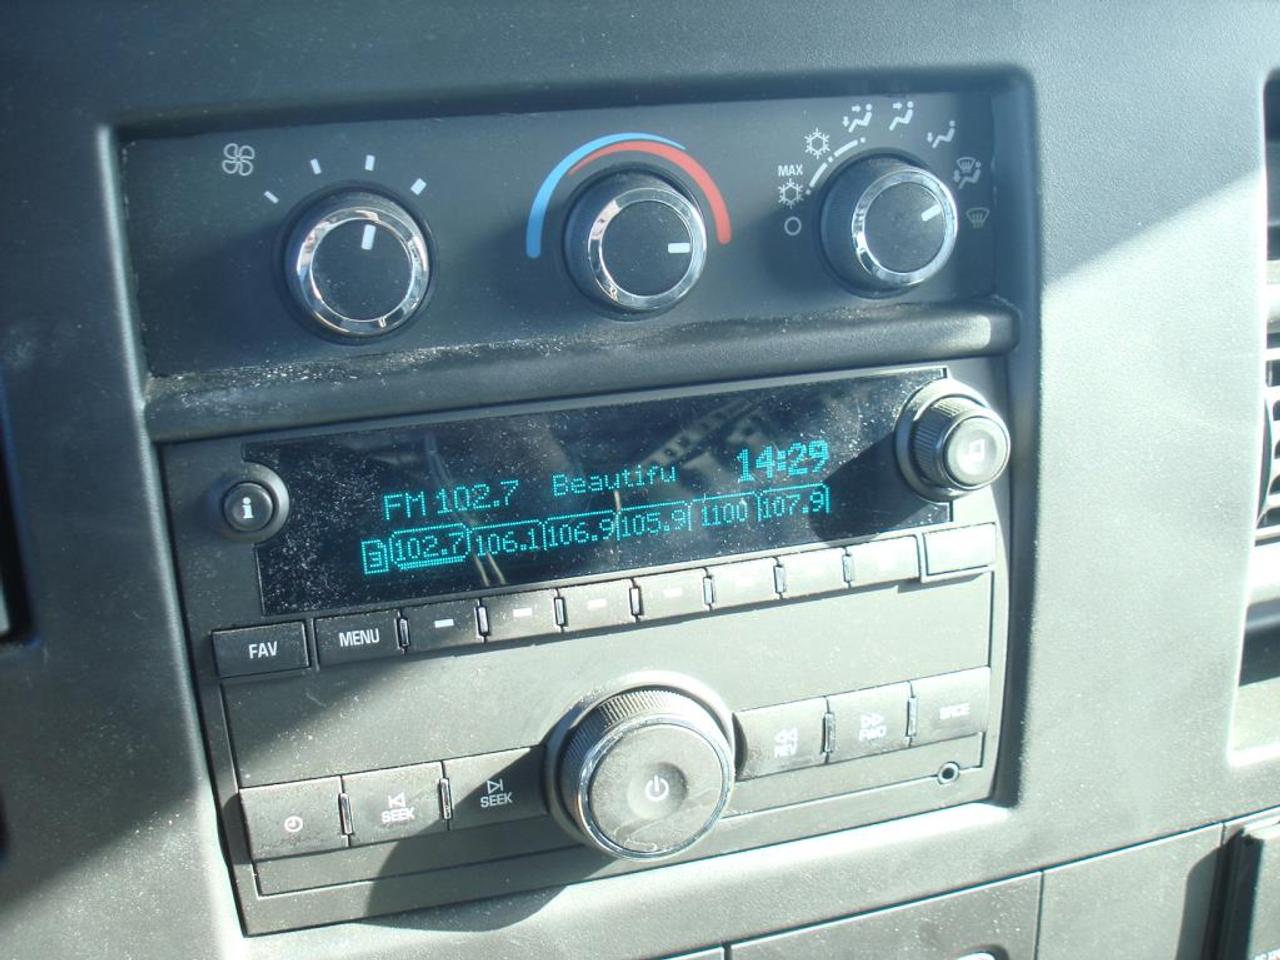 MAX
FM 102.7 Beautifu 14:29
3 102.7 106.1 106.9 105.9 1100 107.9
i
FAV MENU
REV FWD SRCE
SEEK SEEK